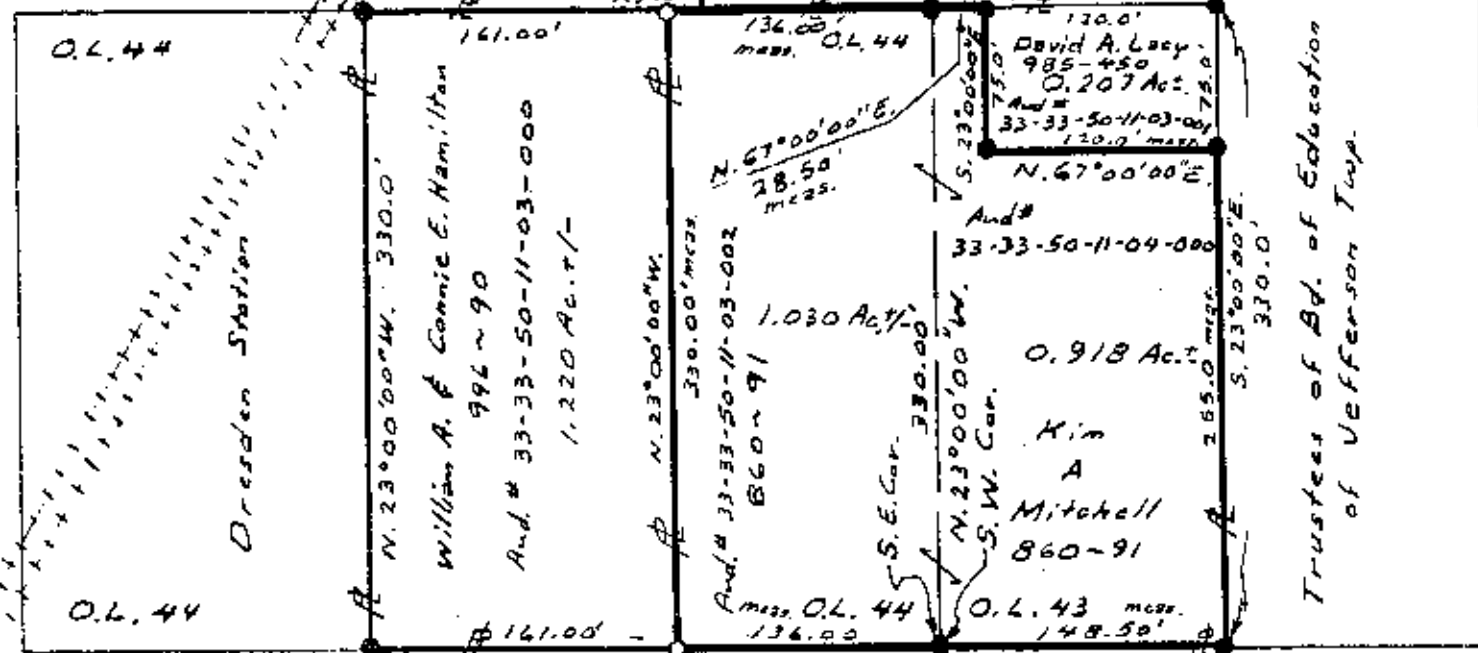 O.L. 44
Dresden Station
O.L. 44
161.00'
N. 23°00'00"W. 330.0'
William A. & Connie E. Hamilton
996~90
Aud. # 33-33-50-11-03-000
1.220 Ac.+/-
161.00'
136.00'
meas. O.L. 44
N. 67°00'00"E.
28.50'
meas.
N. 23°00'00"W.
330.00' meas.
Aud. # 33-33-50-11-03-002
860~91
1.030 Ac.+/-
330.00
N. 23°00'00"W.
S.E. Cor.
S.W. Cor.
meas. O.L. 44
136.00
S. 23°00'00"E
75.0'
120.0'
David A. Lacy
985-450
0.207 Ac±.
Aud #
33-33-50-11-03-001
120.0' meas.
75.0'
N. 67°00'00"E.
Aud #
33-33-50-11-04-000
0.918 Ac.±
Kim
A
Mitchell
860~91
O.L. 43 meas.
148.50'
265.0 meas.
S. 23°00'00"E.
330.0'
Trustees of Bd. of Education
of Jefferson Twp.